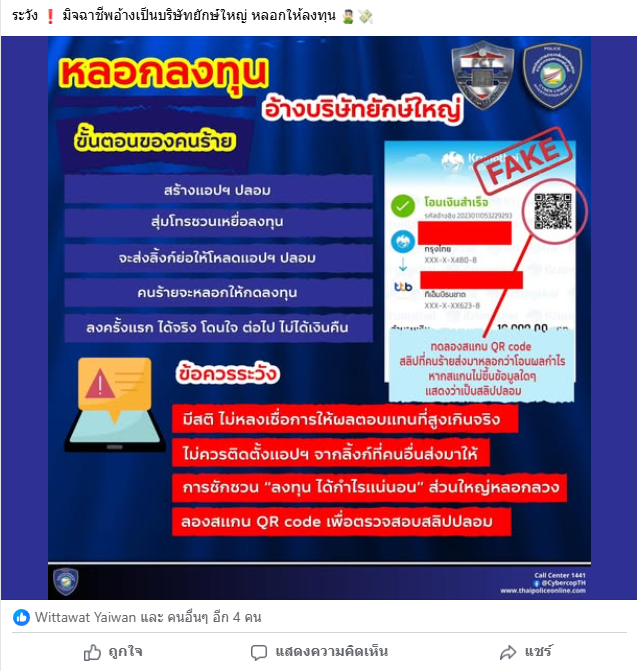 ระวัง❗ มิจฉาชีพอ้างเป็นบริษัทยักษ์ใหญ่ หลอกให้ลงทุน
หลอกลงทุน
อ้างบริษัทยักษ์ใหญ่
PCT
POLICE
CYBER CRIME
ขั้นตอนของคนร้าย
สร้างแอปฯ ปลอม
สุ่มโทรชวนเหยื่อลงทุน
จะส่งลิ้งก์ย่อให้โหลดแอปฯ ปลอม
คนร้ายจะหลอกให้กดลงทุน
ลงครั้งแรก ได้จริง โดนใจ ต่อไป ไม่ได้เงินคืน
FAKE
โอนเงินสำเร็จ
รหัสอ้างอิง 2023011053229293
กรุงไทย
XXX-X-X480-8
ttb
ทีเอ็มบีธนชาต
XXX-X-XX623-8
ทดลองสแกน QR code
สลิปที่คนร้ายส่งมาหลอกว่าโอนผลกำไร
หากสแกนไม่ขึ้นข้อมูลใดๆ
แสดงว่าเป็นสลิปปลอม
ข้อควรระวัง
มีสติ ไม่หลงเชื่อการให้ผลตอบแทนที่สูงเกินจริง
ไม่ควรติดตั้งแอปฯ จากลิ้งก์ที่คนอื่นส่งมาให้
การชักชวน "ลงทุน ได้กำไรแน่นอน" ส่วนใหญ่หลอกลวง
ลองสแกน QR code เพื่อตรวจสอบสลิปปลอม
Call Center 1441
@CybercopTH
www.thaipoliceonline.com
Wittawat Yaiwan และ คนอื่นๆ อีก 4 คน
ถูกใจ
แสดงความคิดเห็น
แชร์